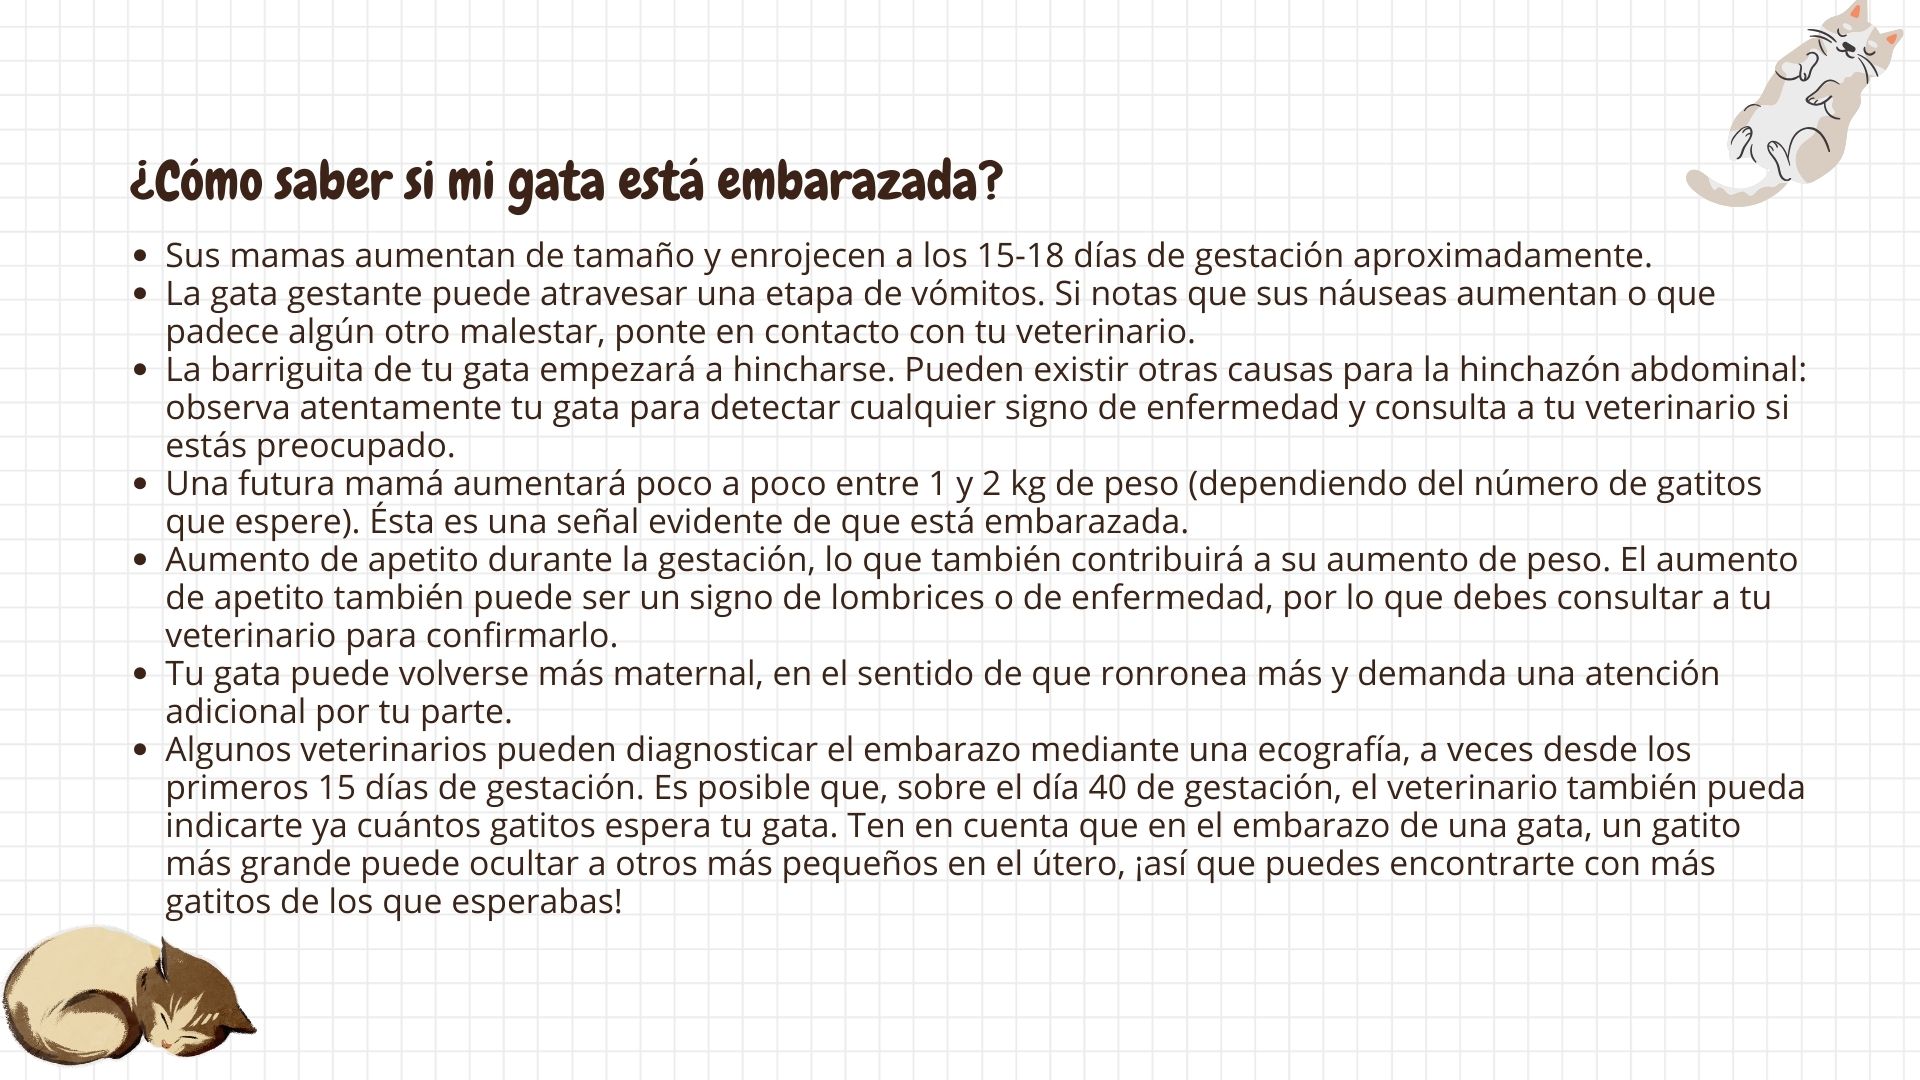 ¿Cómo saber si mi gata está embarazada?
• Sus mamas aumentan de tamaño y enrojecen a los 15-18 días de gestación aproximadamente.
• La gata gestante puede atravesar una etapa de vómitos. Si notas que sus náuseas aumentan o que
padece algún otro malestar, ponte en contacto con tu veterinario.
• La barriguita de tu gata empezará a hincharse. Pueden existir otras causas para la hinchazón abdominal:
observa atentamente tu gata para detectar cualquier signo de enfermedad y consulta a tu veterinario si
estás preocupado.
• Una futura mamá aumentará poco a poco entre 1 y 2 kg de peso (dependiendo del número de gatitos
que espere). Ésta es una señal evidente de que está embarazada.
• Aumento de apetito durante la gestación, lo que también contribuirá a su aumento de peso. El aumento
de apetito también puede ser un signo de lombrices o de enfermedad, por lo que debes consultar a tu
veterinario para confirmarlo.
• Tu gata puede volverse más maternal, en el sentido de que ronronea más y demanda una atención
adicional por tu parte.
• Algunos veterinarios pueden diagnosticar el embarazo mediante una ecografía, a veces desde los
primeros 15 días de gestación. Es posible que, sobre el día 40 de gestación, el veterinario también pueda
indicarte ya cuántos gatitos espera tu gata. Ten en cuenta que en el embarazo de una gata, un gatito
más grande puede ocultar a otros más pequeños en el útero, ¡así que puedes encontrarte con más
gatitos de los que esperabas!